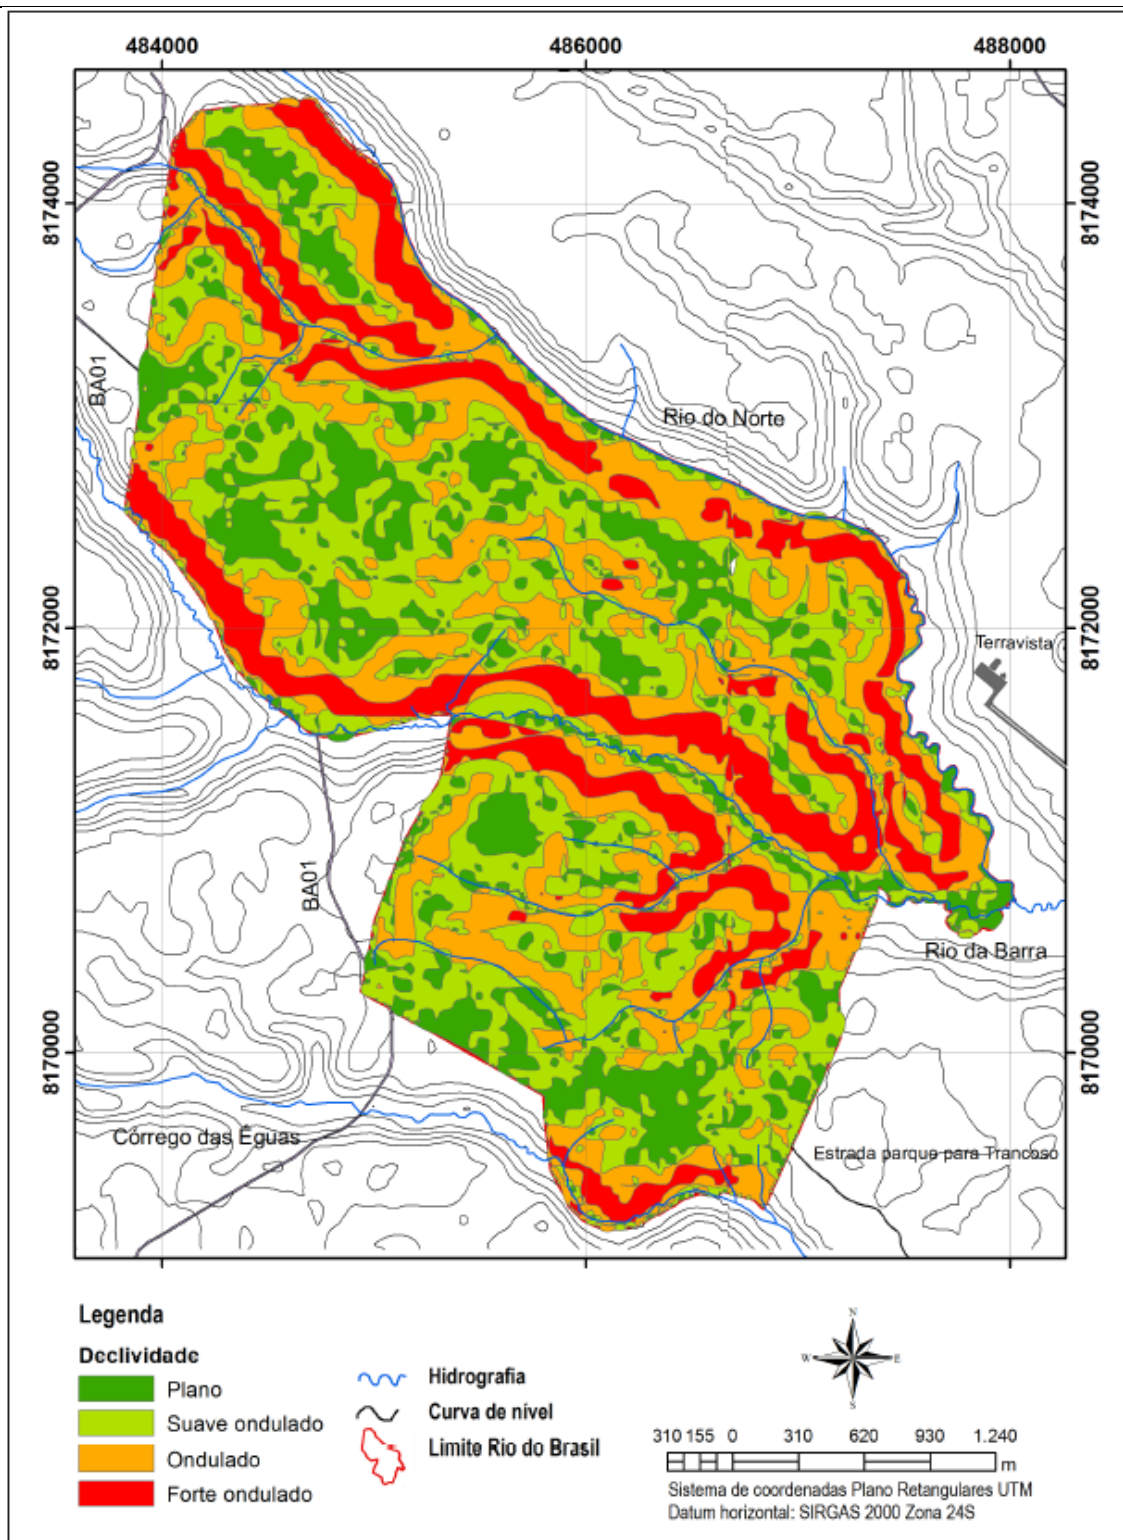 484000 486000 488000
8174000 8174000
BA01
Rio do Norte
8172000 8172000
Terravista
BA01
Rio da Barra
8170000 8170000
Córrego das Éguas
Estrada parque para Trancoso
Legenda
Declividade
Plano
Suave ondulado
Ondulado
Forte ondulado
Hidrografia
Curva de nível
Limite Rio do Brasil
N
W E
S
310 155 0 310 620 930 1.240
m
Sistema de coordenadas Plano Retangulares UTM
Datum horizontal: SIRGAS 2000 Zona 24S